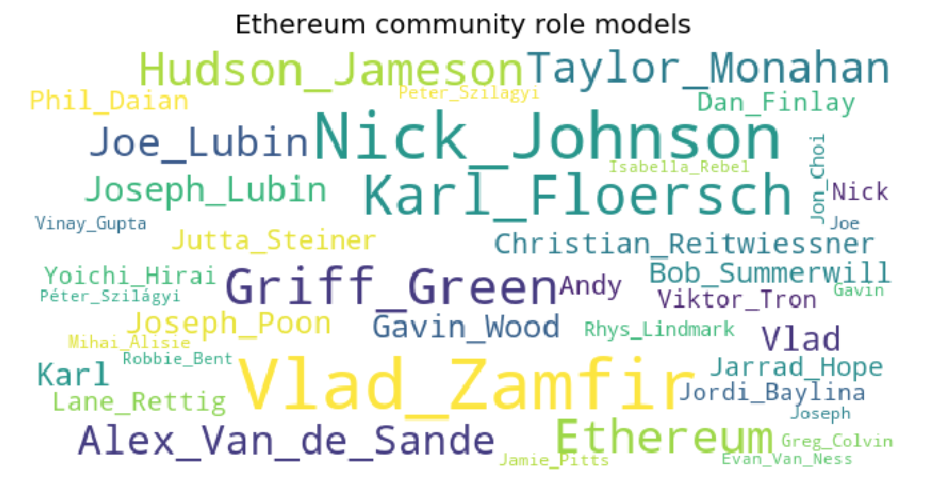 Ethereum community role models
Hudson_Jameson
Taylor_Monahan
Phil_Daian
Peter_Szilagyi
Dan_Finlay
Joe_Lubin
Nick_Johnson
Jon_Choi
Isabella_Rebel
Joseph_Lubin
Karl_Floersch
Nick
Vinay_Gupta
Joe
Jutta_Steiner
Christian_Reitwiessner
Yoichi_Hirai
Griff_Green
Andy
Bob_Summerwill
Péter_Szilágyi
Viktor_Tron
Gavin
Joseph_Poon
Gavin_Wood
Rhys_Lindmark
Vlad
Mihai_Alisie
Robbie_Bent
Karl
Vlad_Zamfir
Jarrad_Hope
Lane_Rettig
Jordi_Baylina
Joseph
Alex_Van_de_Sande
Ethereum
Greg_Colvin
Jamie_Pitts
Evan_Van_Ness